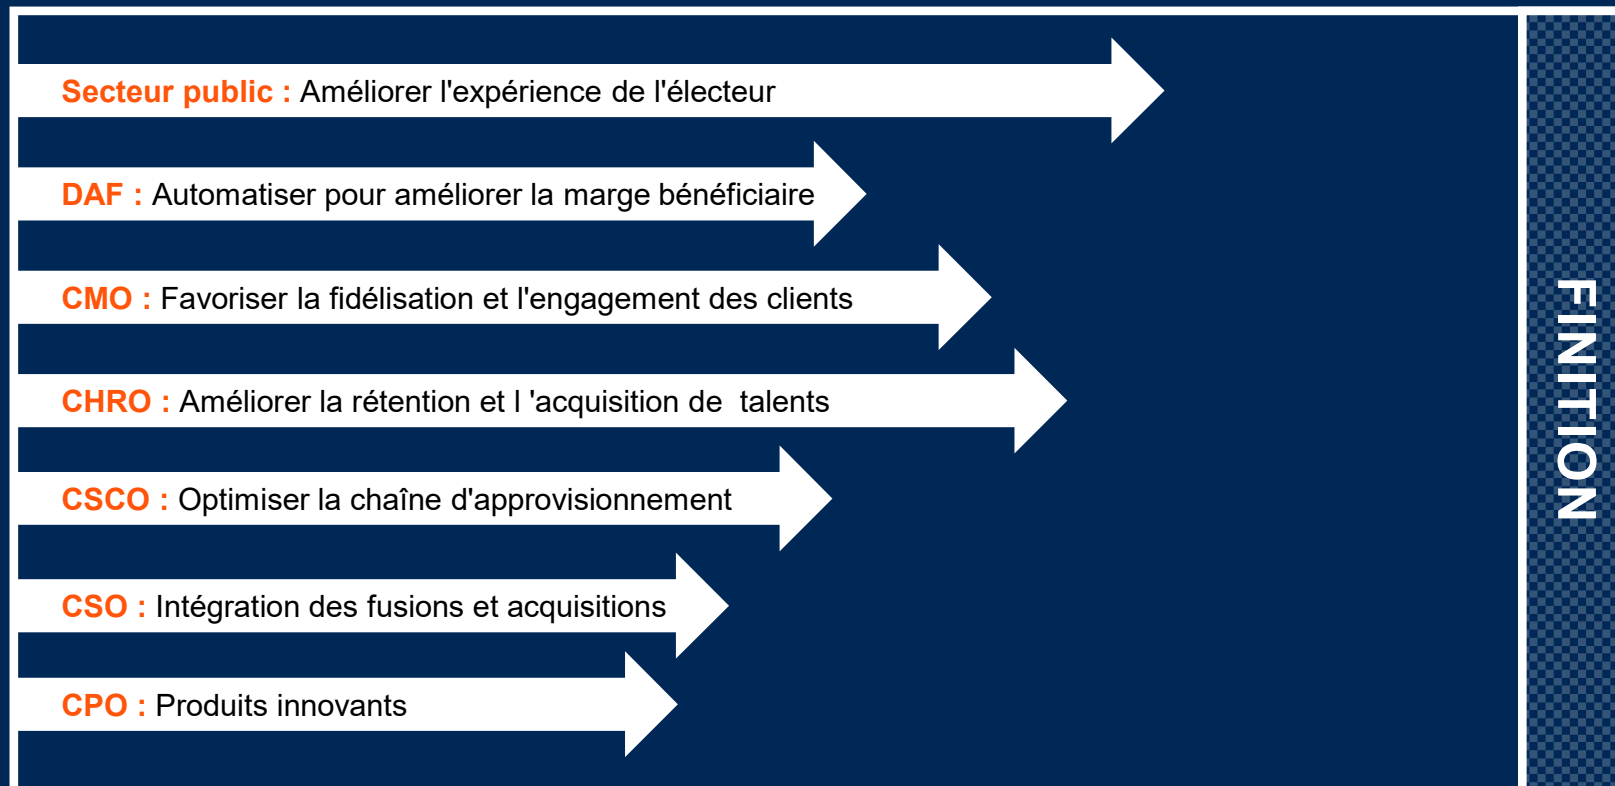 Secteur public : Améliorer l'expérience de l'électeur
DAF : Automatiser pour améliorer la marge bénéficiaire
CMO : Favoriser la fidélisation et l'engagement des clients
CHRO : Améliorer la rétention et l 'acquisition de  talents
CSCO : Optimiser la chaîne d'approvisionnement
CSO : Intégration des fusions et acquisitions
CPO : Produits innovants
FINITION